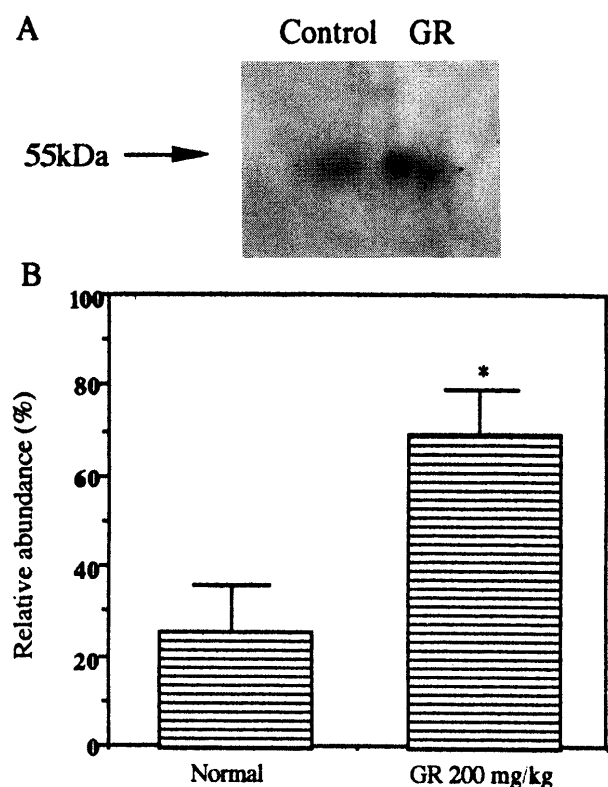 A
Control GR
55kDa
B
Relative abundance (%)
100
80
60
40
20
0
*
Normal
GR 200 mg/kg